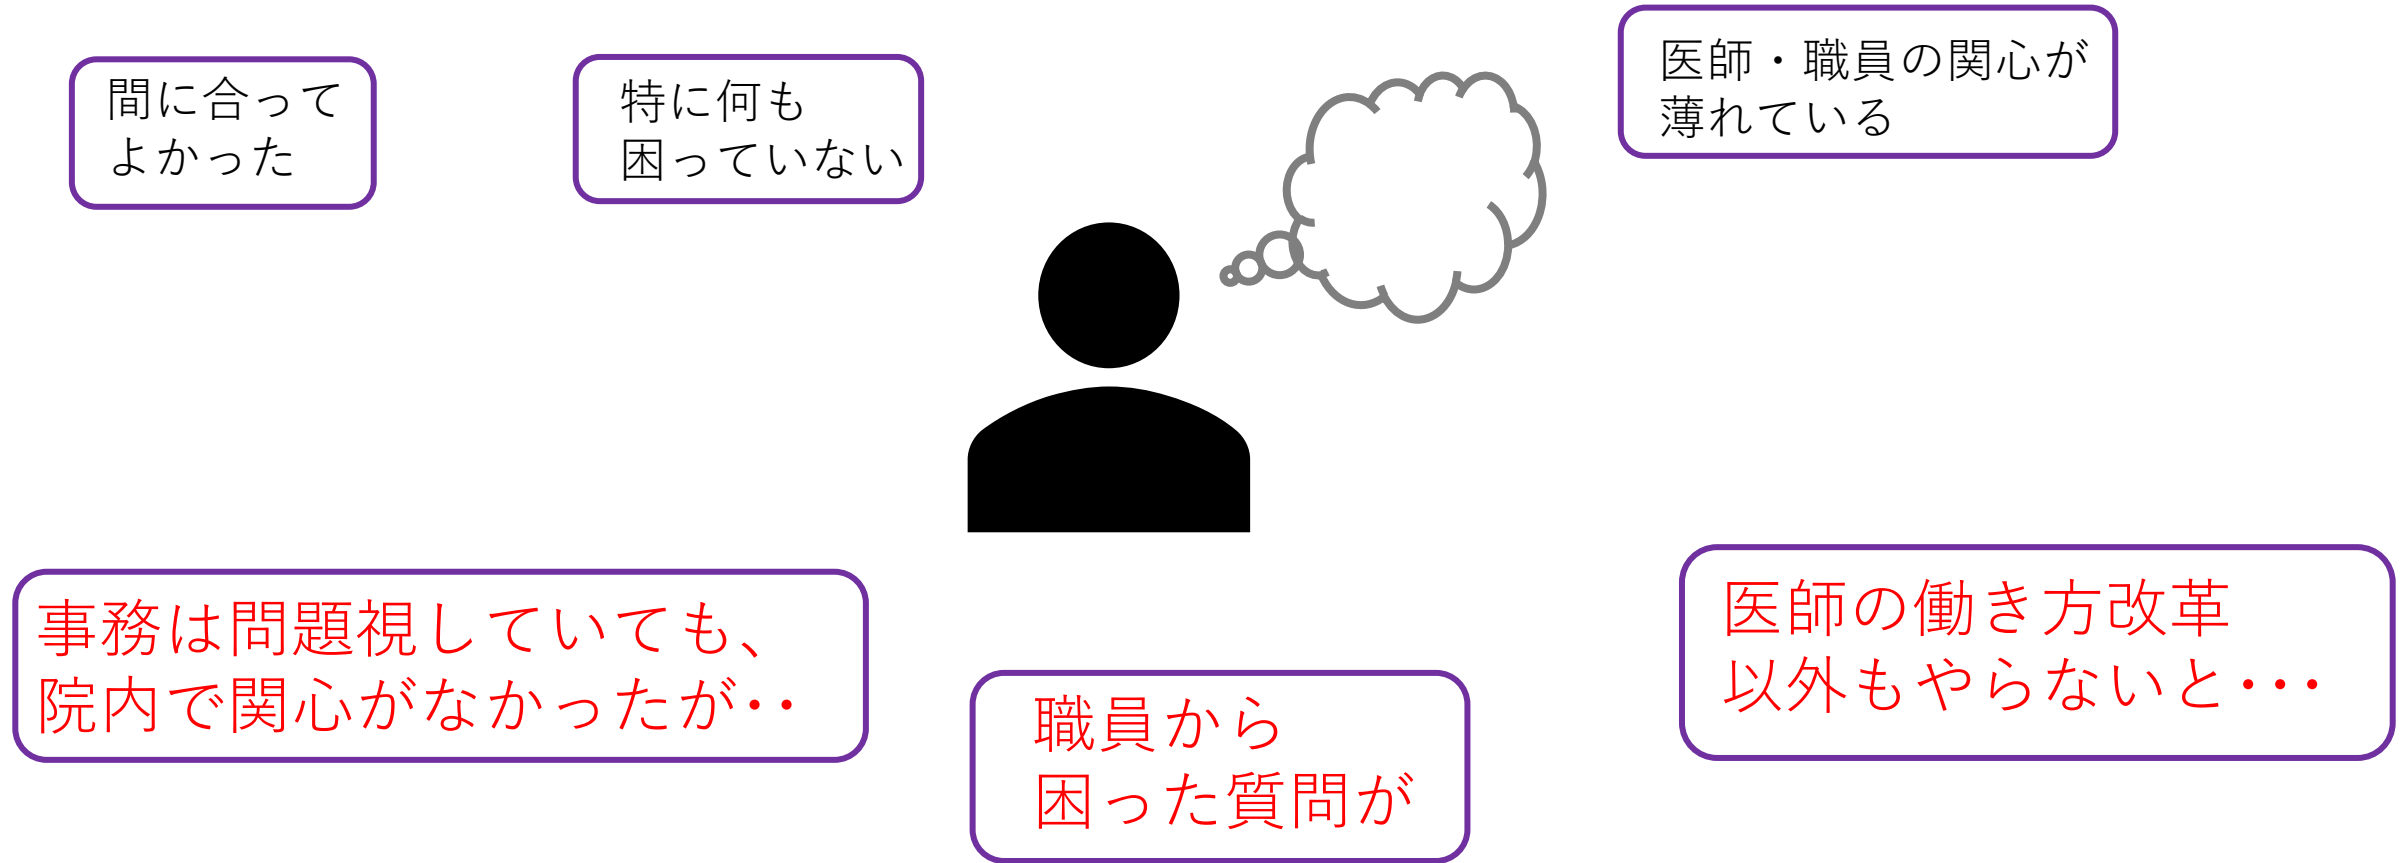 間に合って
よかった
特に何も
困っていない
医師・職員の関心が
薄れている
事務は問題視していても、
院内で関心がなかったが・・
職員から
困った質問が
医師の働き方改革
以外もやらないと・・・